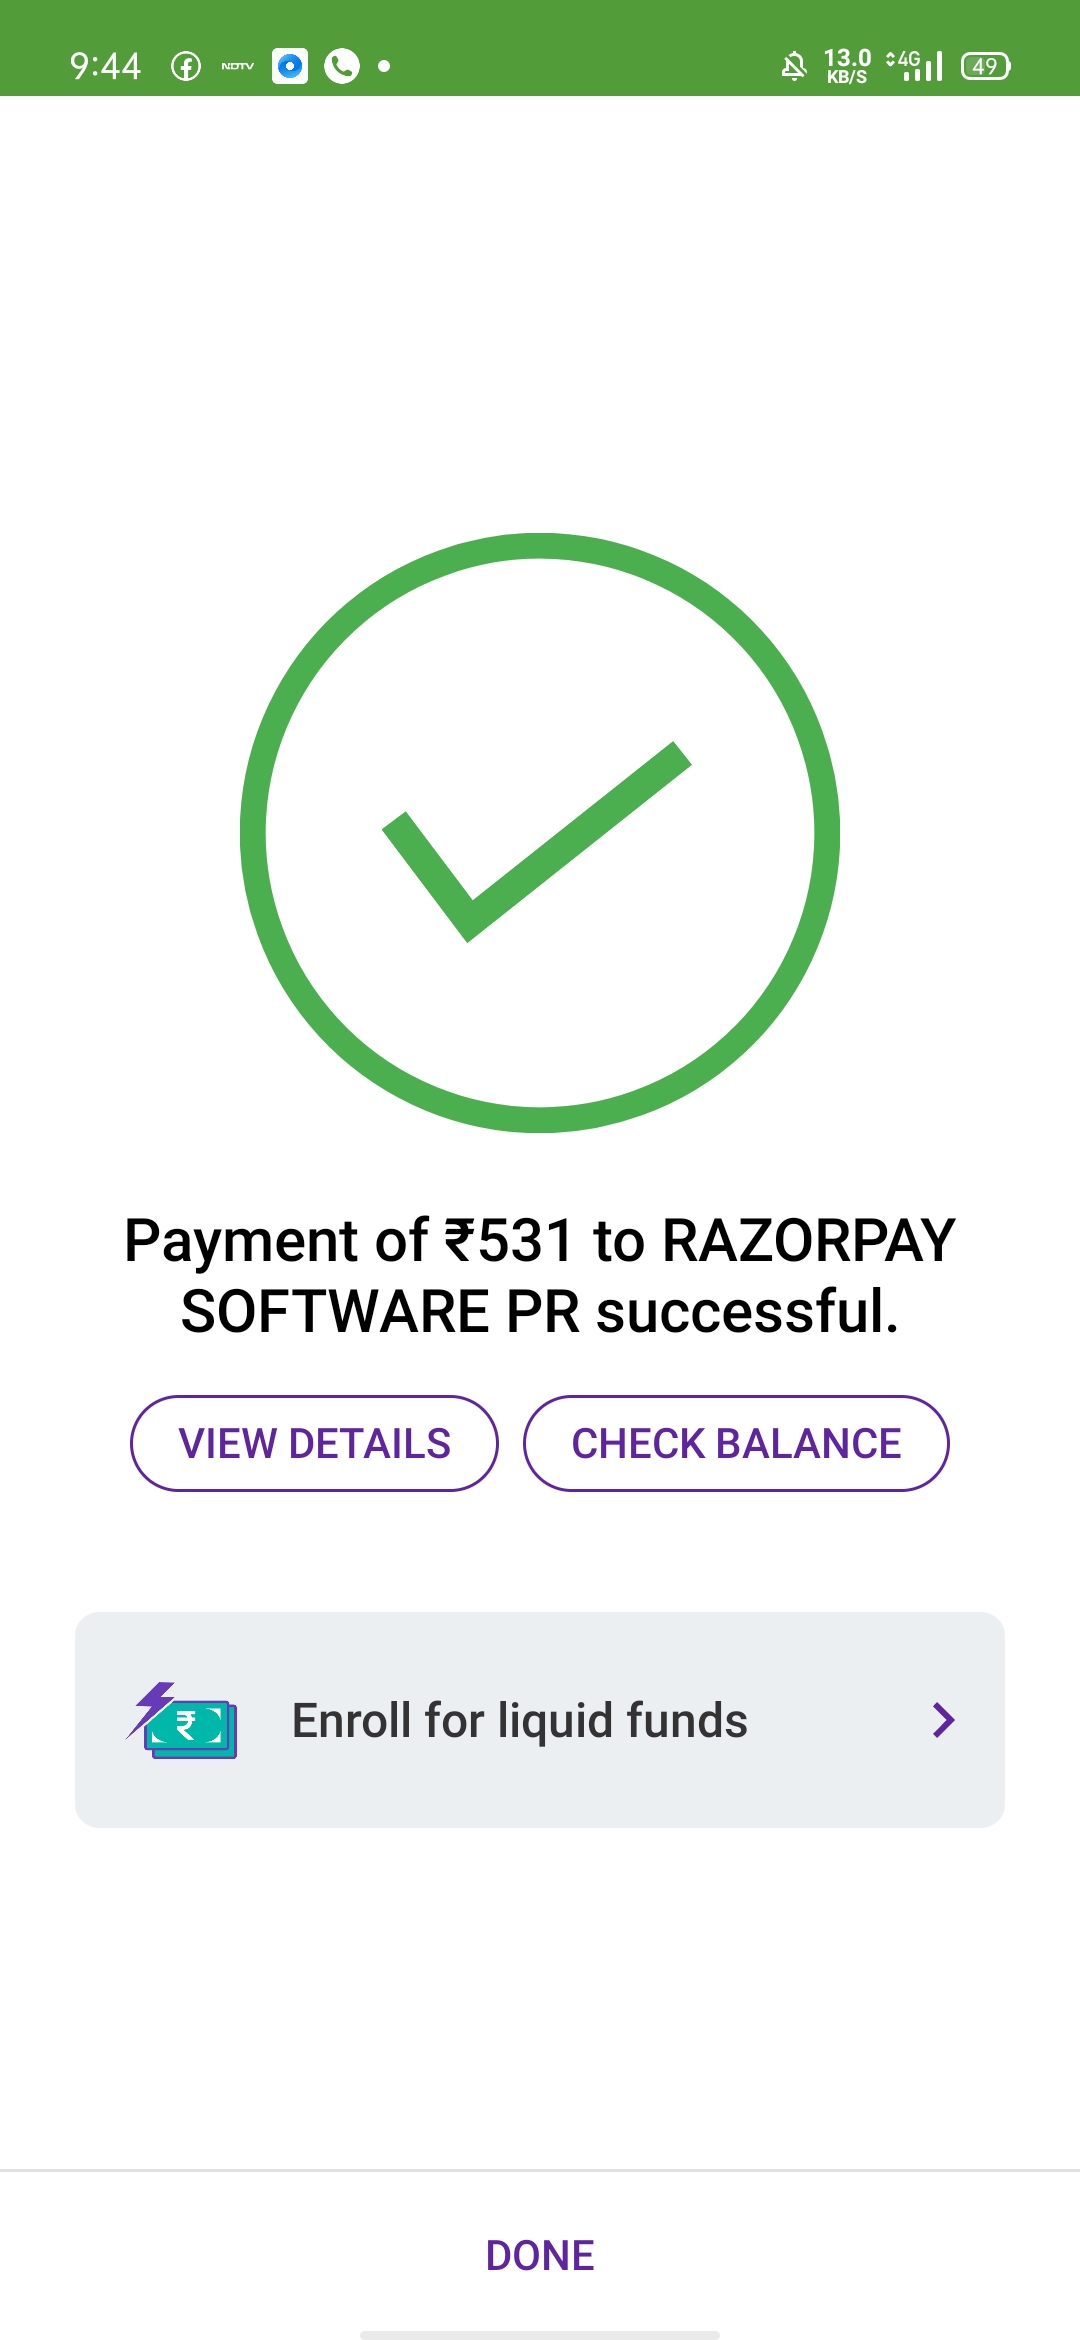 9:44 NDTV 13.0 KB/S 4G 49
Payment of ₹531 to RAZORPAY
SOFTWARE PR successful.
VIEW DETAILS CHECK BALANCE
₹ Enroll for liquid funds
DONE